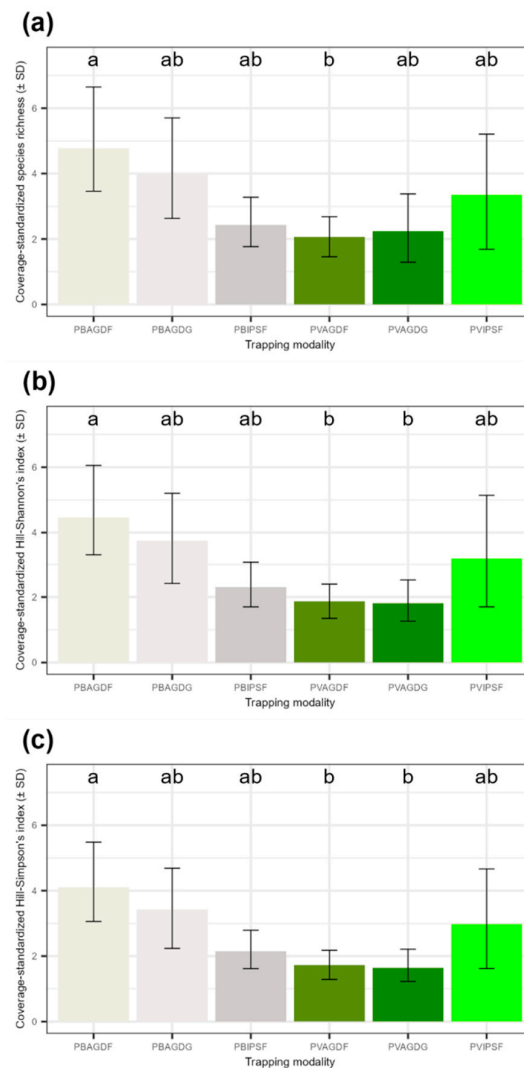 (a)
Coverage-standardized species richness (± SD)
a ab ab b ab ab
6
4
2
0
PBAGDF PBAGDG PBIPSF PVAGDF PVAGDG PVIPSF
Trapping modality
(b)
Coverage-standardized Hill-Shannon's index (± SD)
a ab ab b b ab
6
4
2
0
PBAGDF PBAGDG PBIPSF PVAGDF PVAGDG PVIPSF
Trapping modality
(c)
Coverage-standardized Hill-Simpson's index (± SD)
a ab ab b b ab
6
4
2
0
PBAGDF PBAGDG PBIPSF PVAGDF PVAGDG PVIPSF
Trapping modality